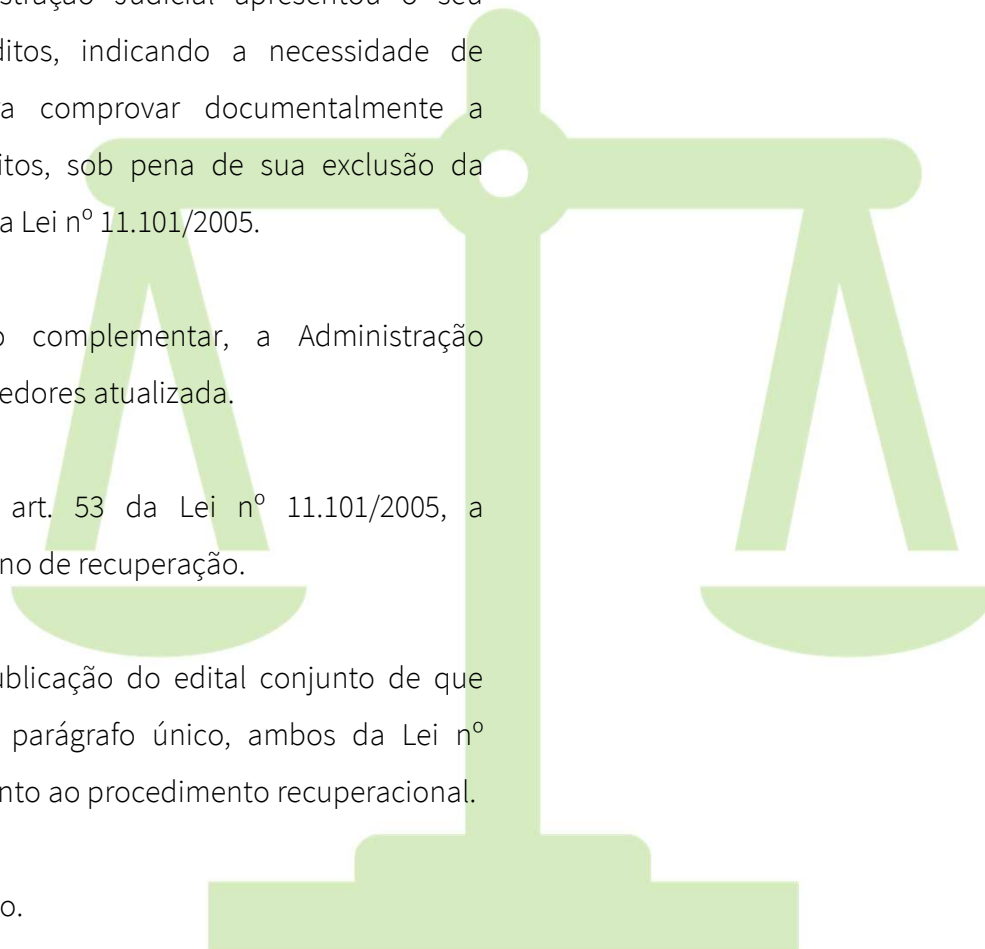 stração Judicial apresentou o seu
ditos, indicando a necessidade de
a comprovar documentalmente a
itos, sob pena de sua exclusão da
a Lei nº 11.101/2005.
o complementar, a Administração
edores atualizada.
art. 53 da Lei nº 11.101/2005, a
no de recuperação.
ublicação do edital conjunto de que
parágrafo único, ambos da Lei nº
nto ao procedimento recuperacional.
o.